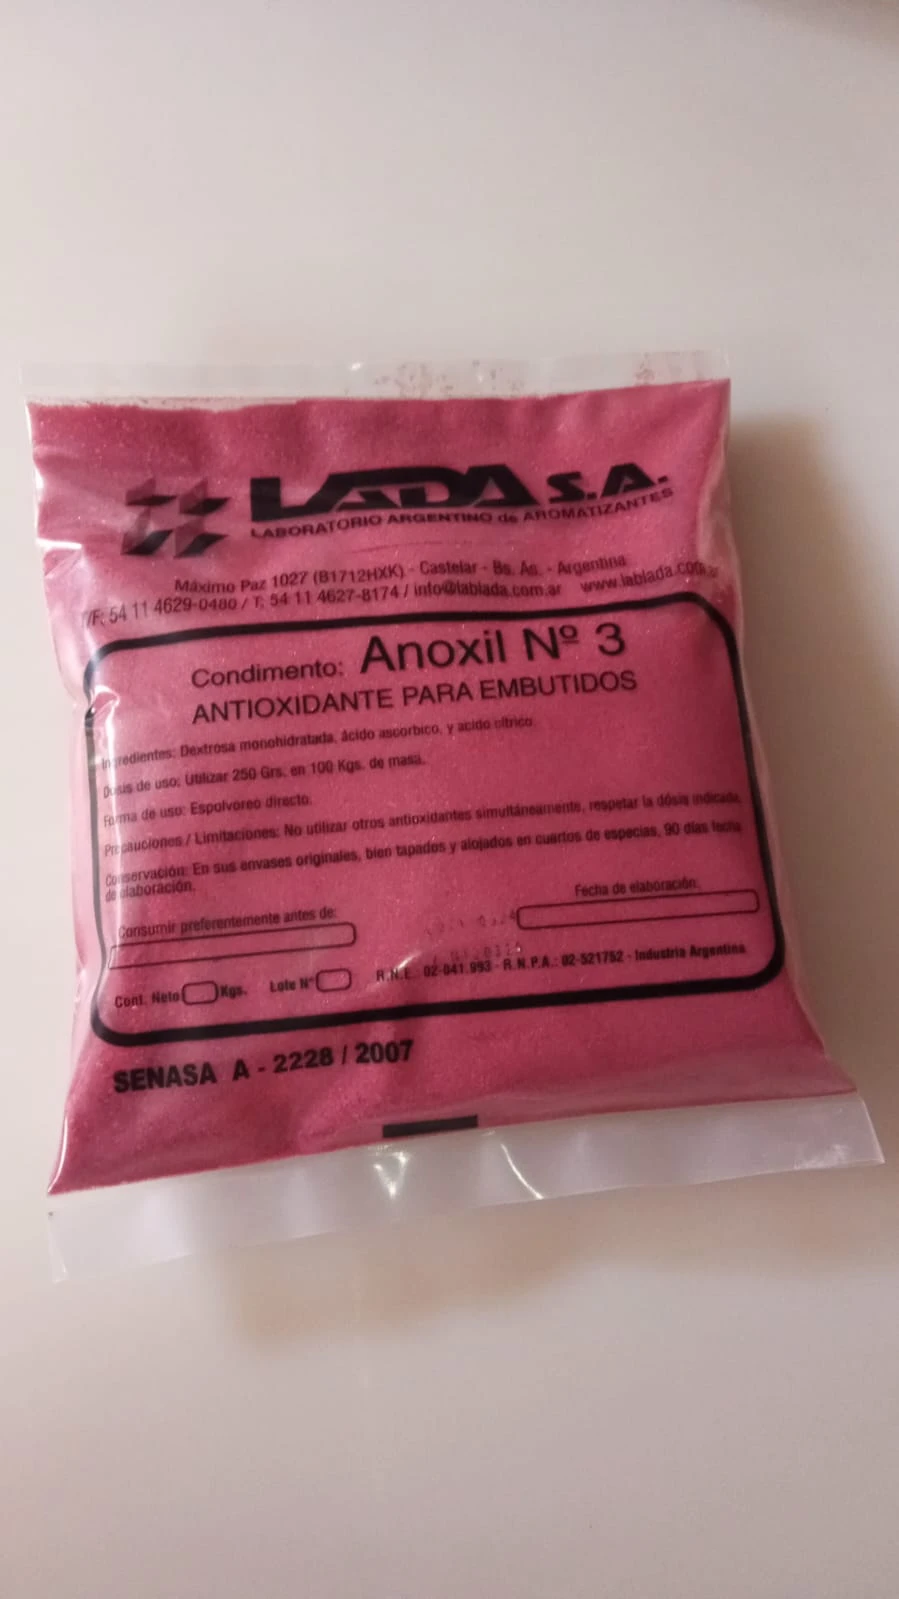 LADA S.A.
LABORATORIO ARGENTINO de AROMATIZANTES
Máximo Paz 1027 (B1712HXK) - Castelar - Bs. As. - Argentina
T/F: 54 11 4629-0480 / T: 54 11 4627-8174 / info@lablada.com.ar www.lablada.com.ar
Condimento: Anoxil Nº 3
ANTIOXIDANTE PARA EMBUTIDOS
Ingredientes: Dextrosa monohidratada, ácido ascorbico, y acido cítrico.
Dosis de uso: Utilizar 250 Grs. en 100 Kgs. de masa.
Forma de uso: Espolvoreo directo.
Precauciones / Limitaciones: No utilizar otros antioxidantes simultáneamente, respetar la dósis indicada.
Conservación: En sus envases originales, bien tapados y alojados en cuartos de especias, 90 días fecha
de elaboración.
Consumir preferentemente antes de:
Fecha de elaboración:
Cont. Neto Kgs. Lote Nº
R.N.E.: 02-041.993 - R.N.P.A.: 02-521752 - Industria Argentina
SENASA A - 2228 / 2007